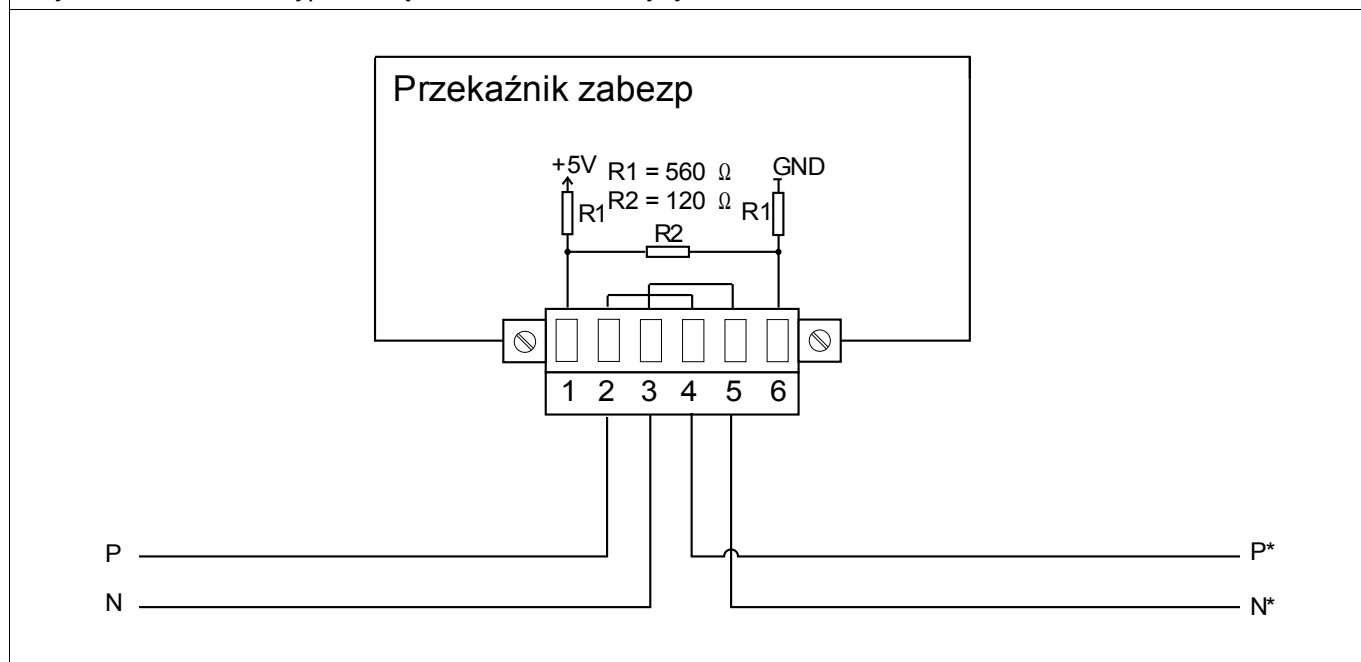 Przekaźnik zabezp
+5V R1 = 560 Ω GND
R1 R2 = 120 Ω R1
R2
1 2 3 4 5 6
P P*
N N*